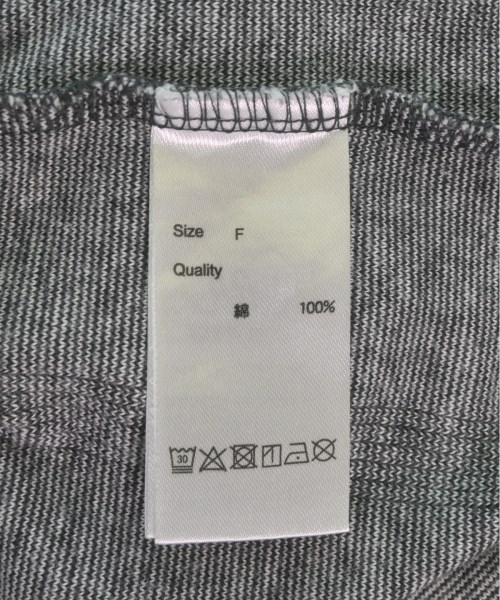 Size F
Quality
綿 100%
30